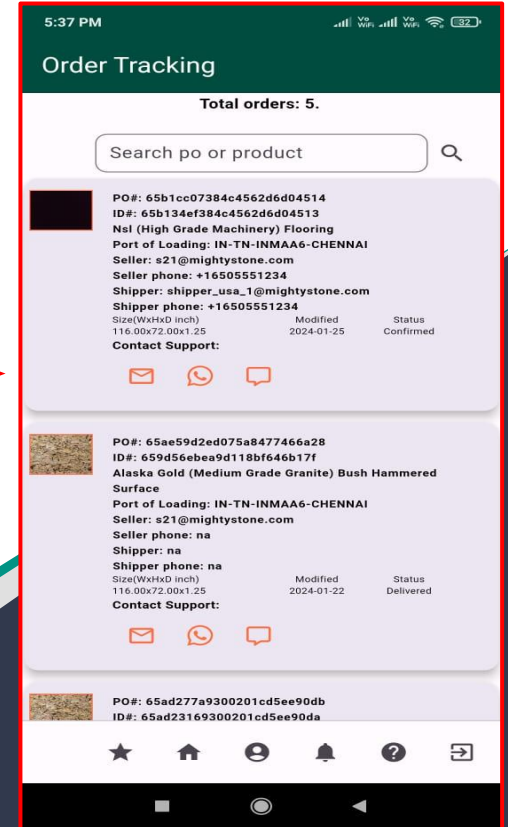 5:37 PM Vo WiFi Vo WiFi 32
Order Tracking
Total orders: 5.
Search po or product
PO#: 65b1cc07384c4562d6d04514
ID#: 65b134ef384c4562d6d04513
Nsl (High Grade Machinery) Flooring
Port of Loading: IN-TN-INMAA6-CHENNAI
Seller: s21@mightystone.com
Seller phone: +16505551234
Shipper: shipper_usa_1@mightystone.com
Shipper phone: +16505551234
Size(WxHxD inch) Modified Status
116.00x72.00x1.25 2024-01-25 Confirmed
Contact Support:
PO#: 65ae59d2ed075a8477466a28
ID#: 659d56ebea9d118bf646b17f
Alaska Gold (Medium Grade Granite) Bush Hammered
Surface
Port of Loading: IN-TN-INMAA6-CHENNAI
Seller: s21@mightystone.com
Seller phone: na
Shipper: na
Shipper phone: na
Size(WxHxD inch) Modified Status
116.00x72.00x1.25 2024-01-22 Delivered
Contact Support:
PO#: 65ad277a9300201cd5ee90db
ID#: 65ad23169300201cd5ee90da